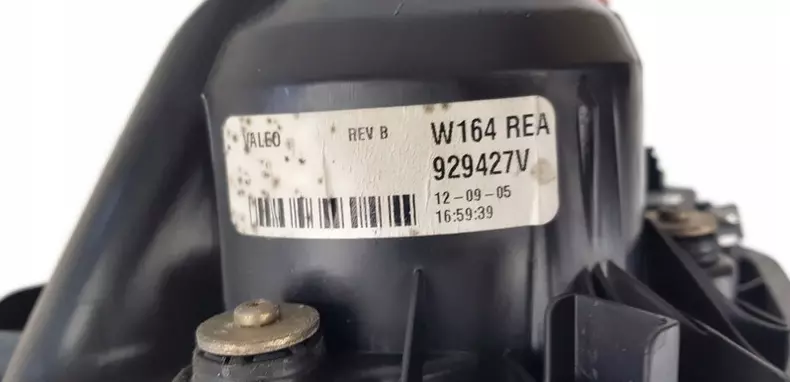 VALEO REV B W164 REA
929427V
12-09-05
16:59:39